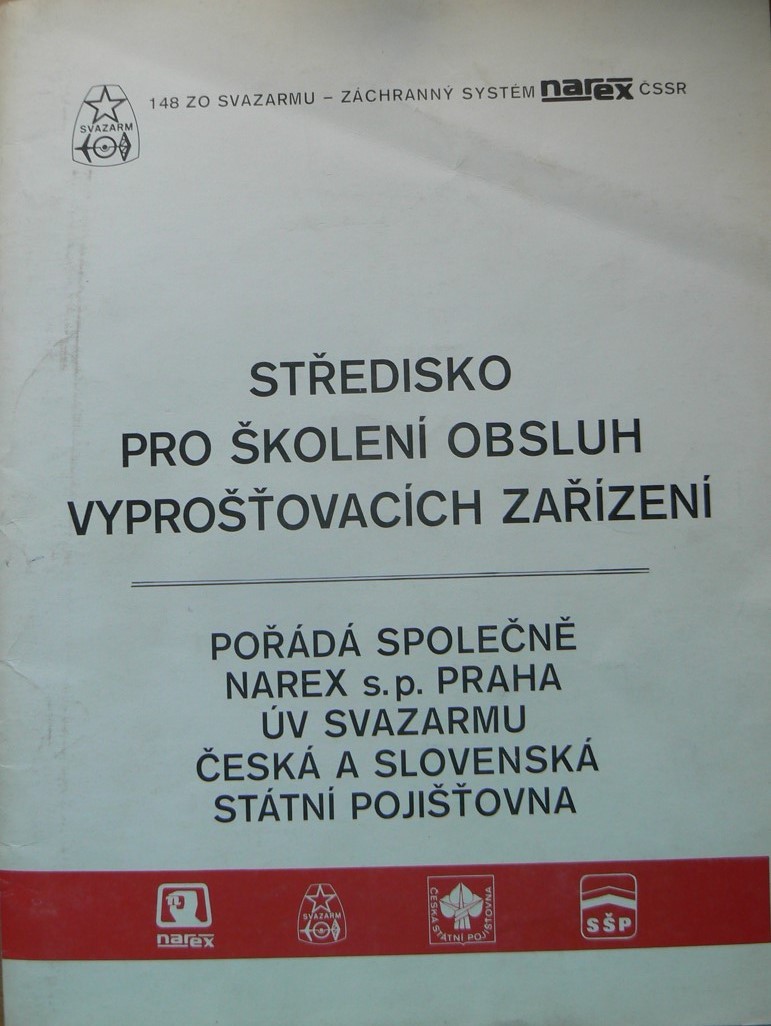 SVAZARM
148 ZO SVAZARMU – ZÁCHRANNÝ SYSTÉM narex ČSSR
STŘEDISKO
PRO ŠKOLENÍ OBSLUH
VYPROŠŤOVACÍCH ZAŘÍZENÍ
POŘÁDÁ SPOLEČNĚ
NAREX s.p. PRAHA
ÚV SVAZARMU
ČESKÁ A SLOVENSKÁ
STÁTNÍ POJIŠŤOVNA
narex
SVAZARM
ČESKÁ STÁTNÍ POJIŠŤOVNA
SŠP